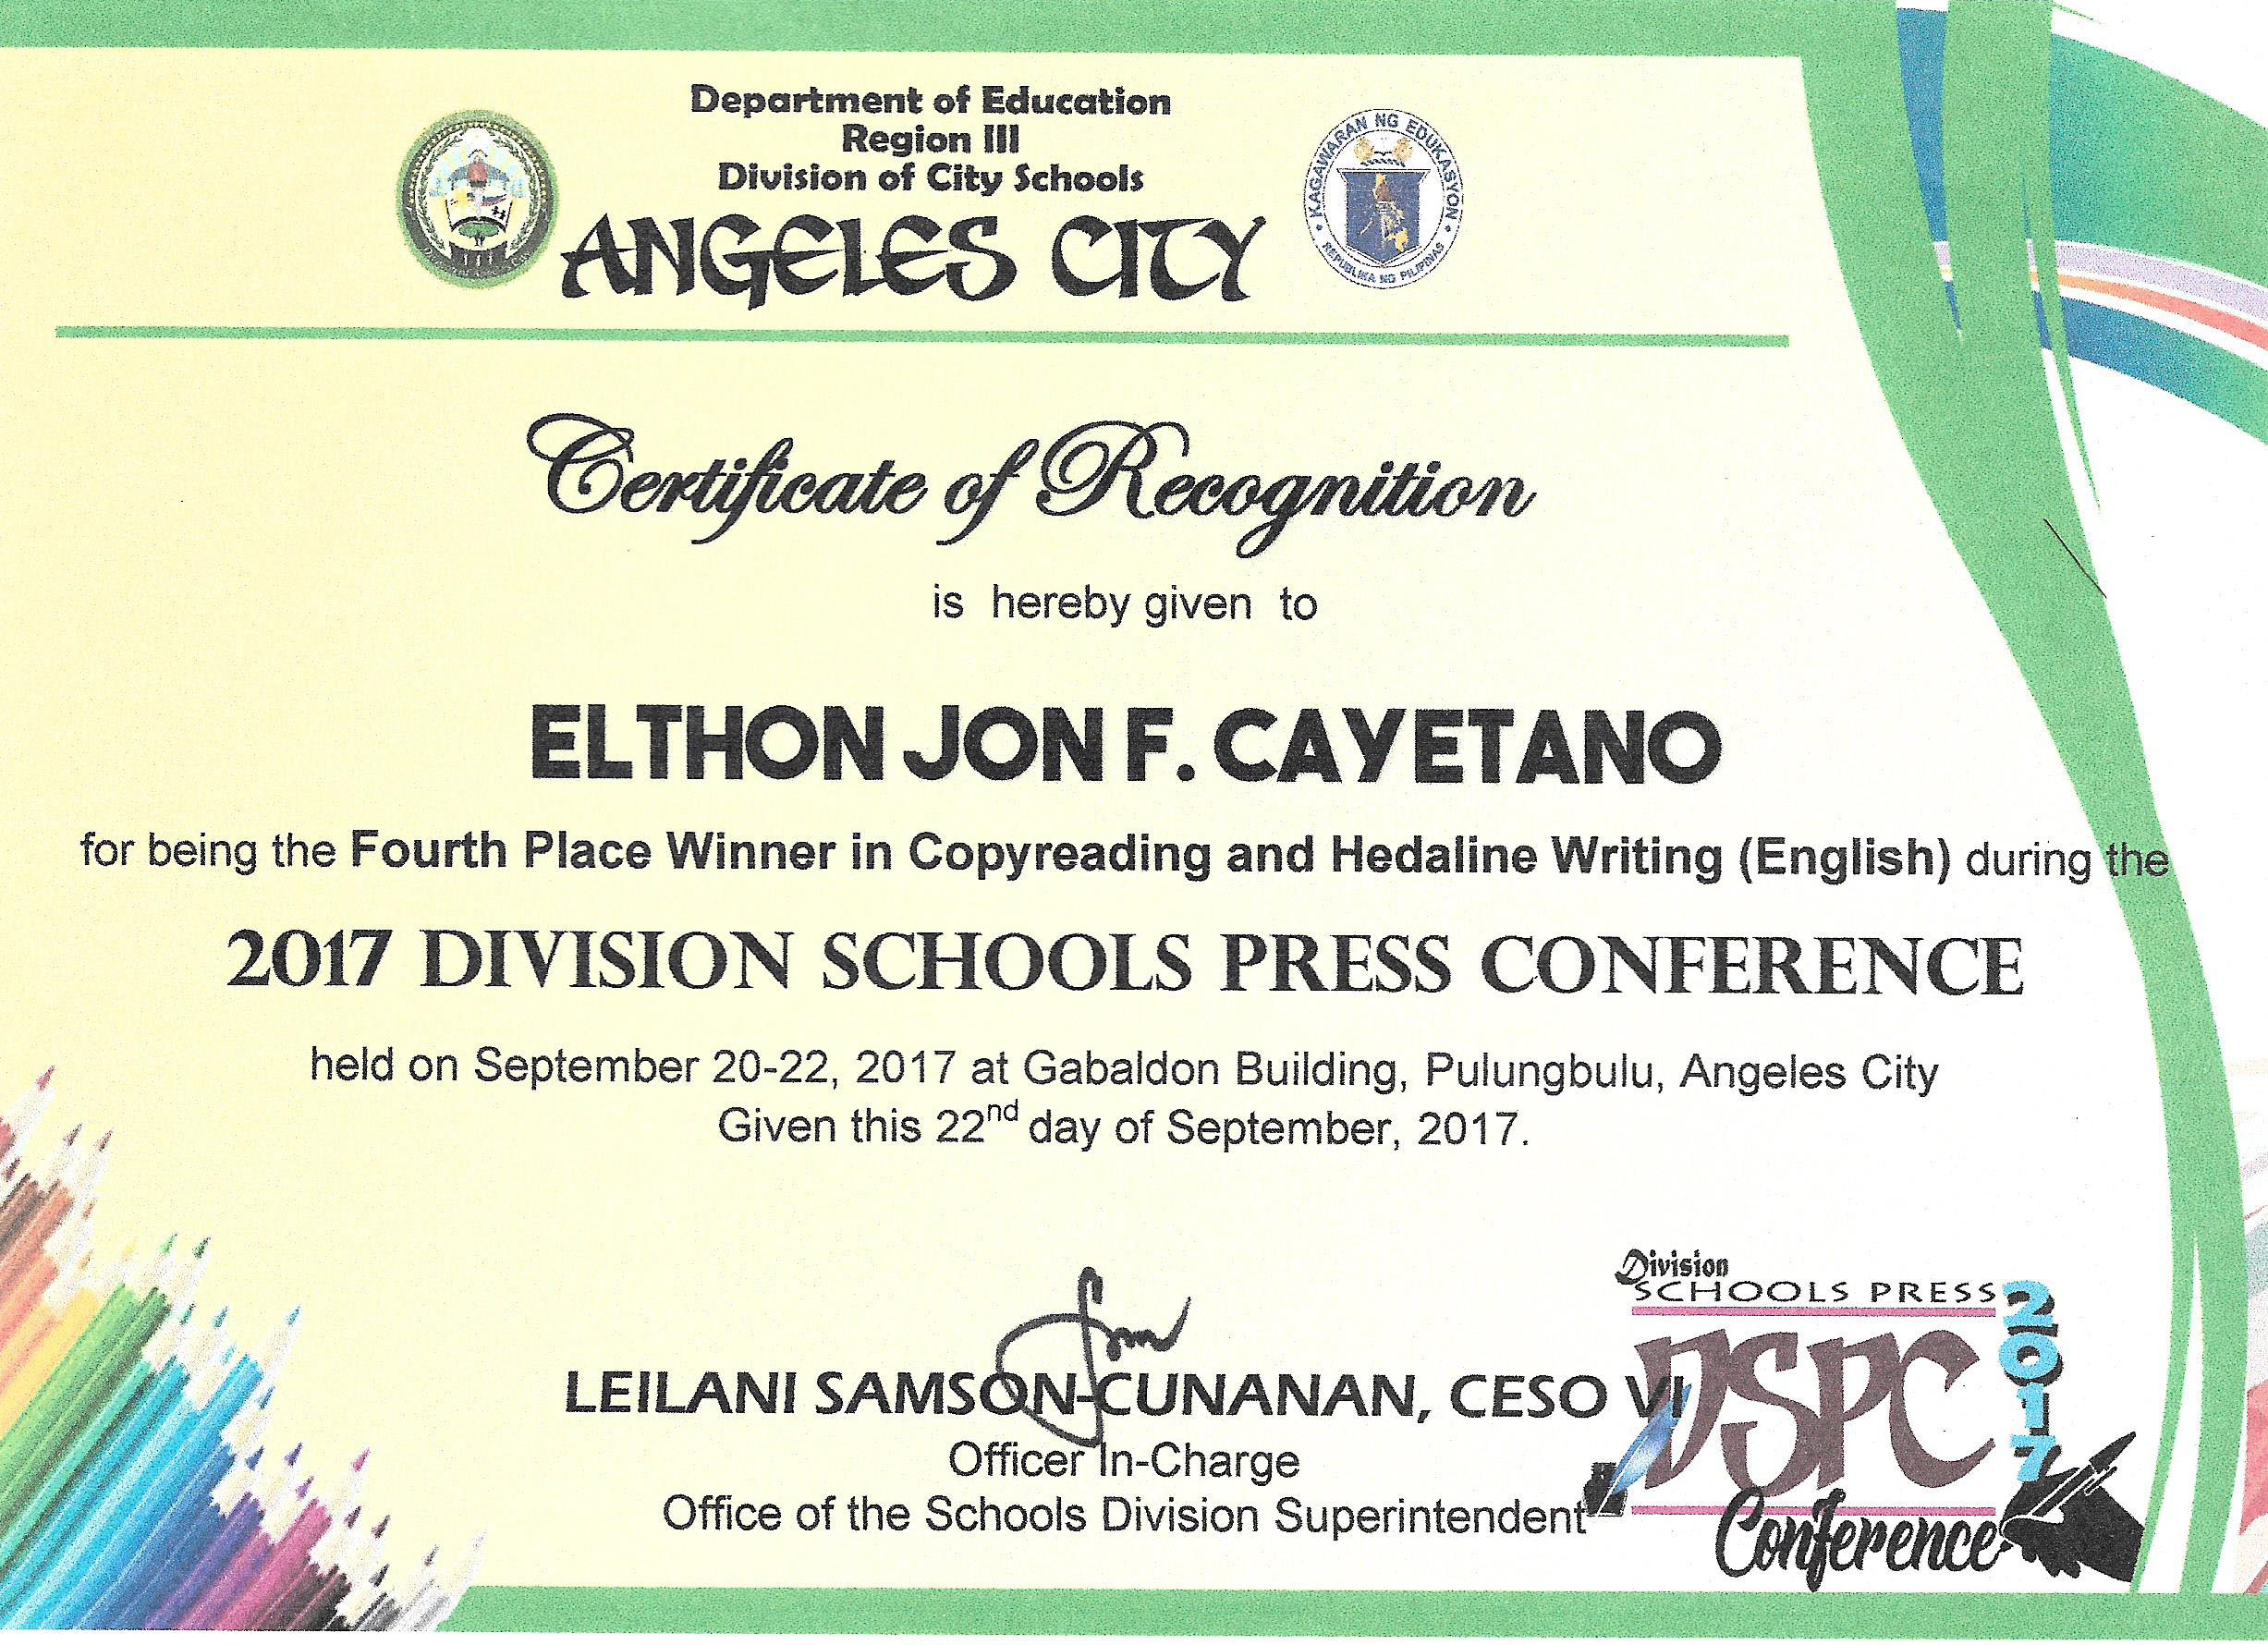 Department of Education
Region III
Division of City Schools
ANGELES CITY
KAGAWARAN NG EDUKASYON
REPUBLIKA NG PILIPINAS
Certificate of Recognition
is hereby given to
ELTHON JON F. CAYETANO
for being the Fourth Place Winner in Copyreading and Hedaline Writing (English) during the
2017 DIVISION SCHOOLS PRESS CONFERENCE
held on September 20-22, 2017 at Gabaldon Building, Pulungbulu, Angeles City
Given this 22nd day of September, 2017.
LEILANI SAMSON-CUNANAN, CESO VI
Officer In-Charge
Office of the Schools Division Superintendent
Division
SCHOOLS PRESS
DSPC
2017
Conference